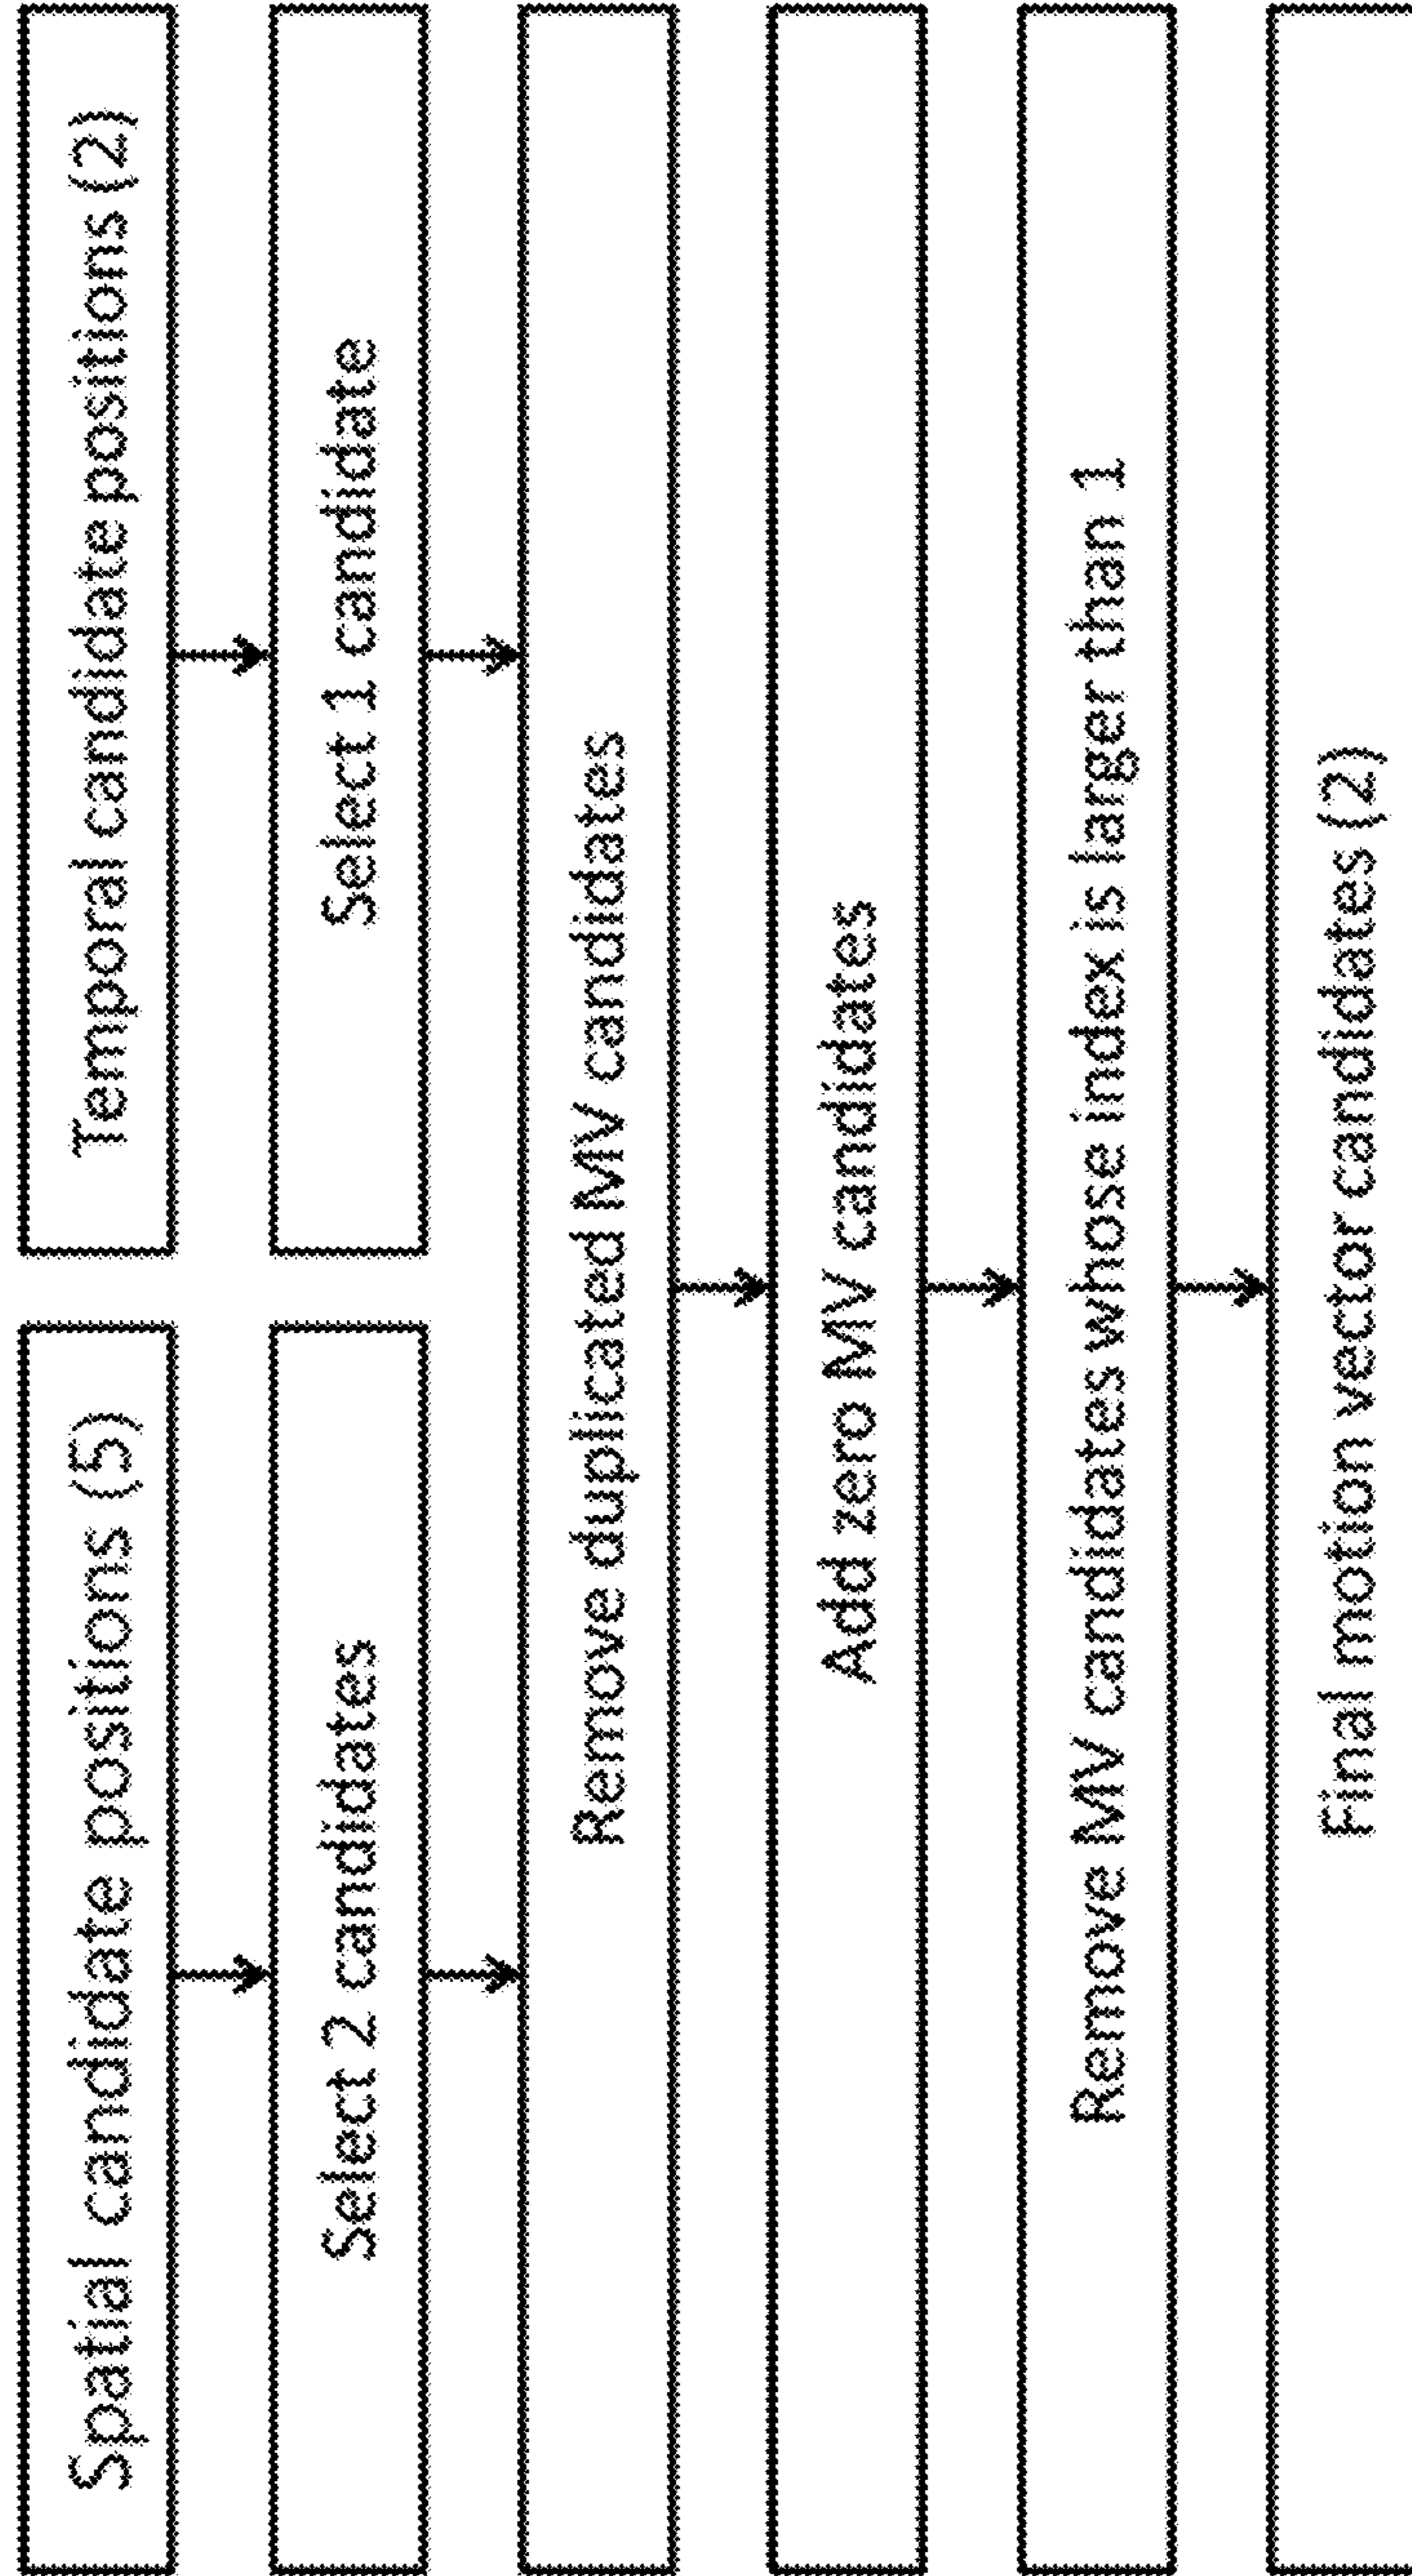 Spatial candidate positions (5)
Temporal candidate positions (2)
Select 2 candidates
Select 1 candidate
Remove duplicated MV candidates
Add zero MV candidates
Remove MV candidates whose index is larger than 1
Final motion vector candidates (2)